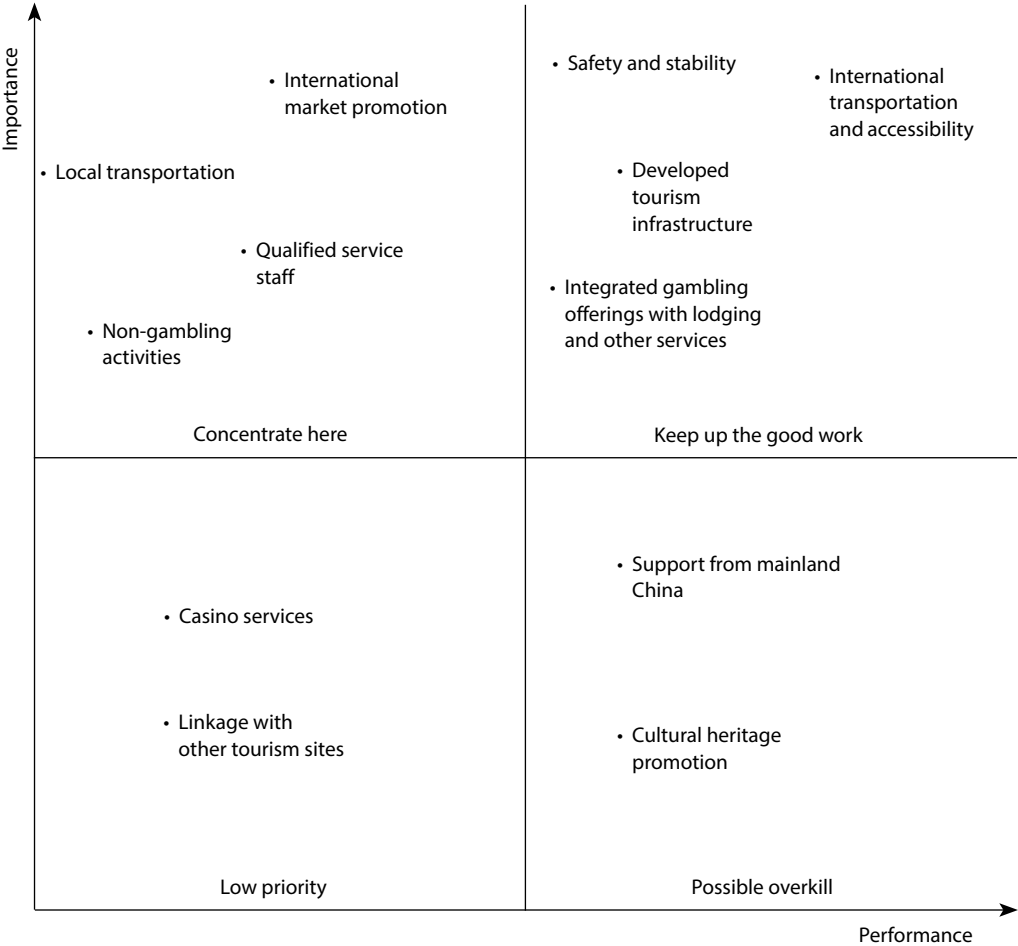 Importance
• International
market promotion
• Local transportation
• Qualified service
staff
• Non-gambling
activities
Concentrate here
• Safety and stability
• International
transportation
and accessibility
• Developed
tourism
infrastructure
• Integrated gambling
offerings with lodging
and other services
Keep up the good work
• Casino services
• Linkage with
other tourism sites
Low priority
• Support from mainland
China
• Cultural heritage
promotion
Possible overkill
Performance